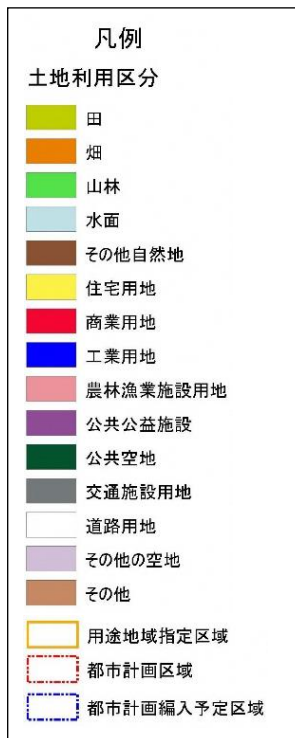 凡例
土地利用区分
田
畑
山林
水面
その他自然地
住宅用地
商業用地
工業用地
農林漁業施設用地
公共公益施設
公共空地
交通施設用地
道路用地
その他の空地
その他
用途地域指定区域
都市計画区域
都市計画編入予定区域